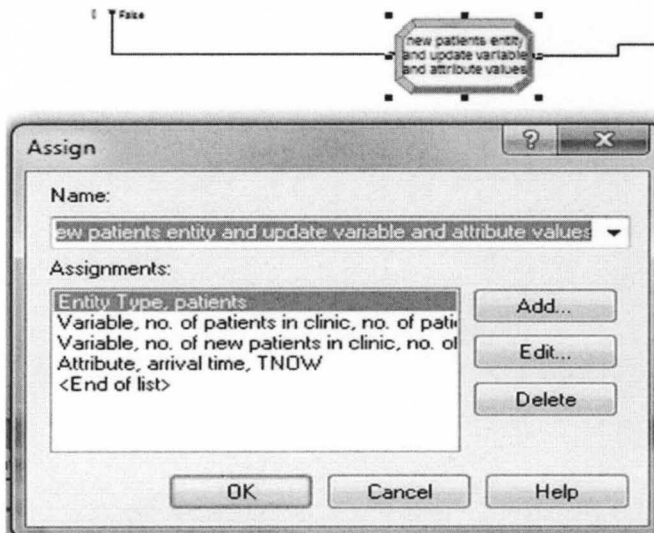 0 False
new patients entity
and update variable
and attribute values
Assign
?
Name:
ew patients entity and update variable and attribute values
Assignments:
Entity Type, patients
Variable, no. of patients in clinic, no. of pati
Variable, no. of new patients in clinic, no. of
Attribute, arrival time, TNOW
<End of list>
Add...
Edit...
Delete
OK Cancel Help